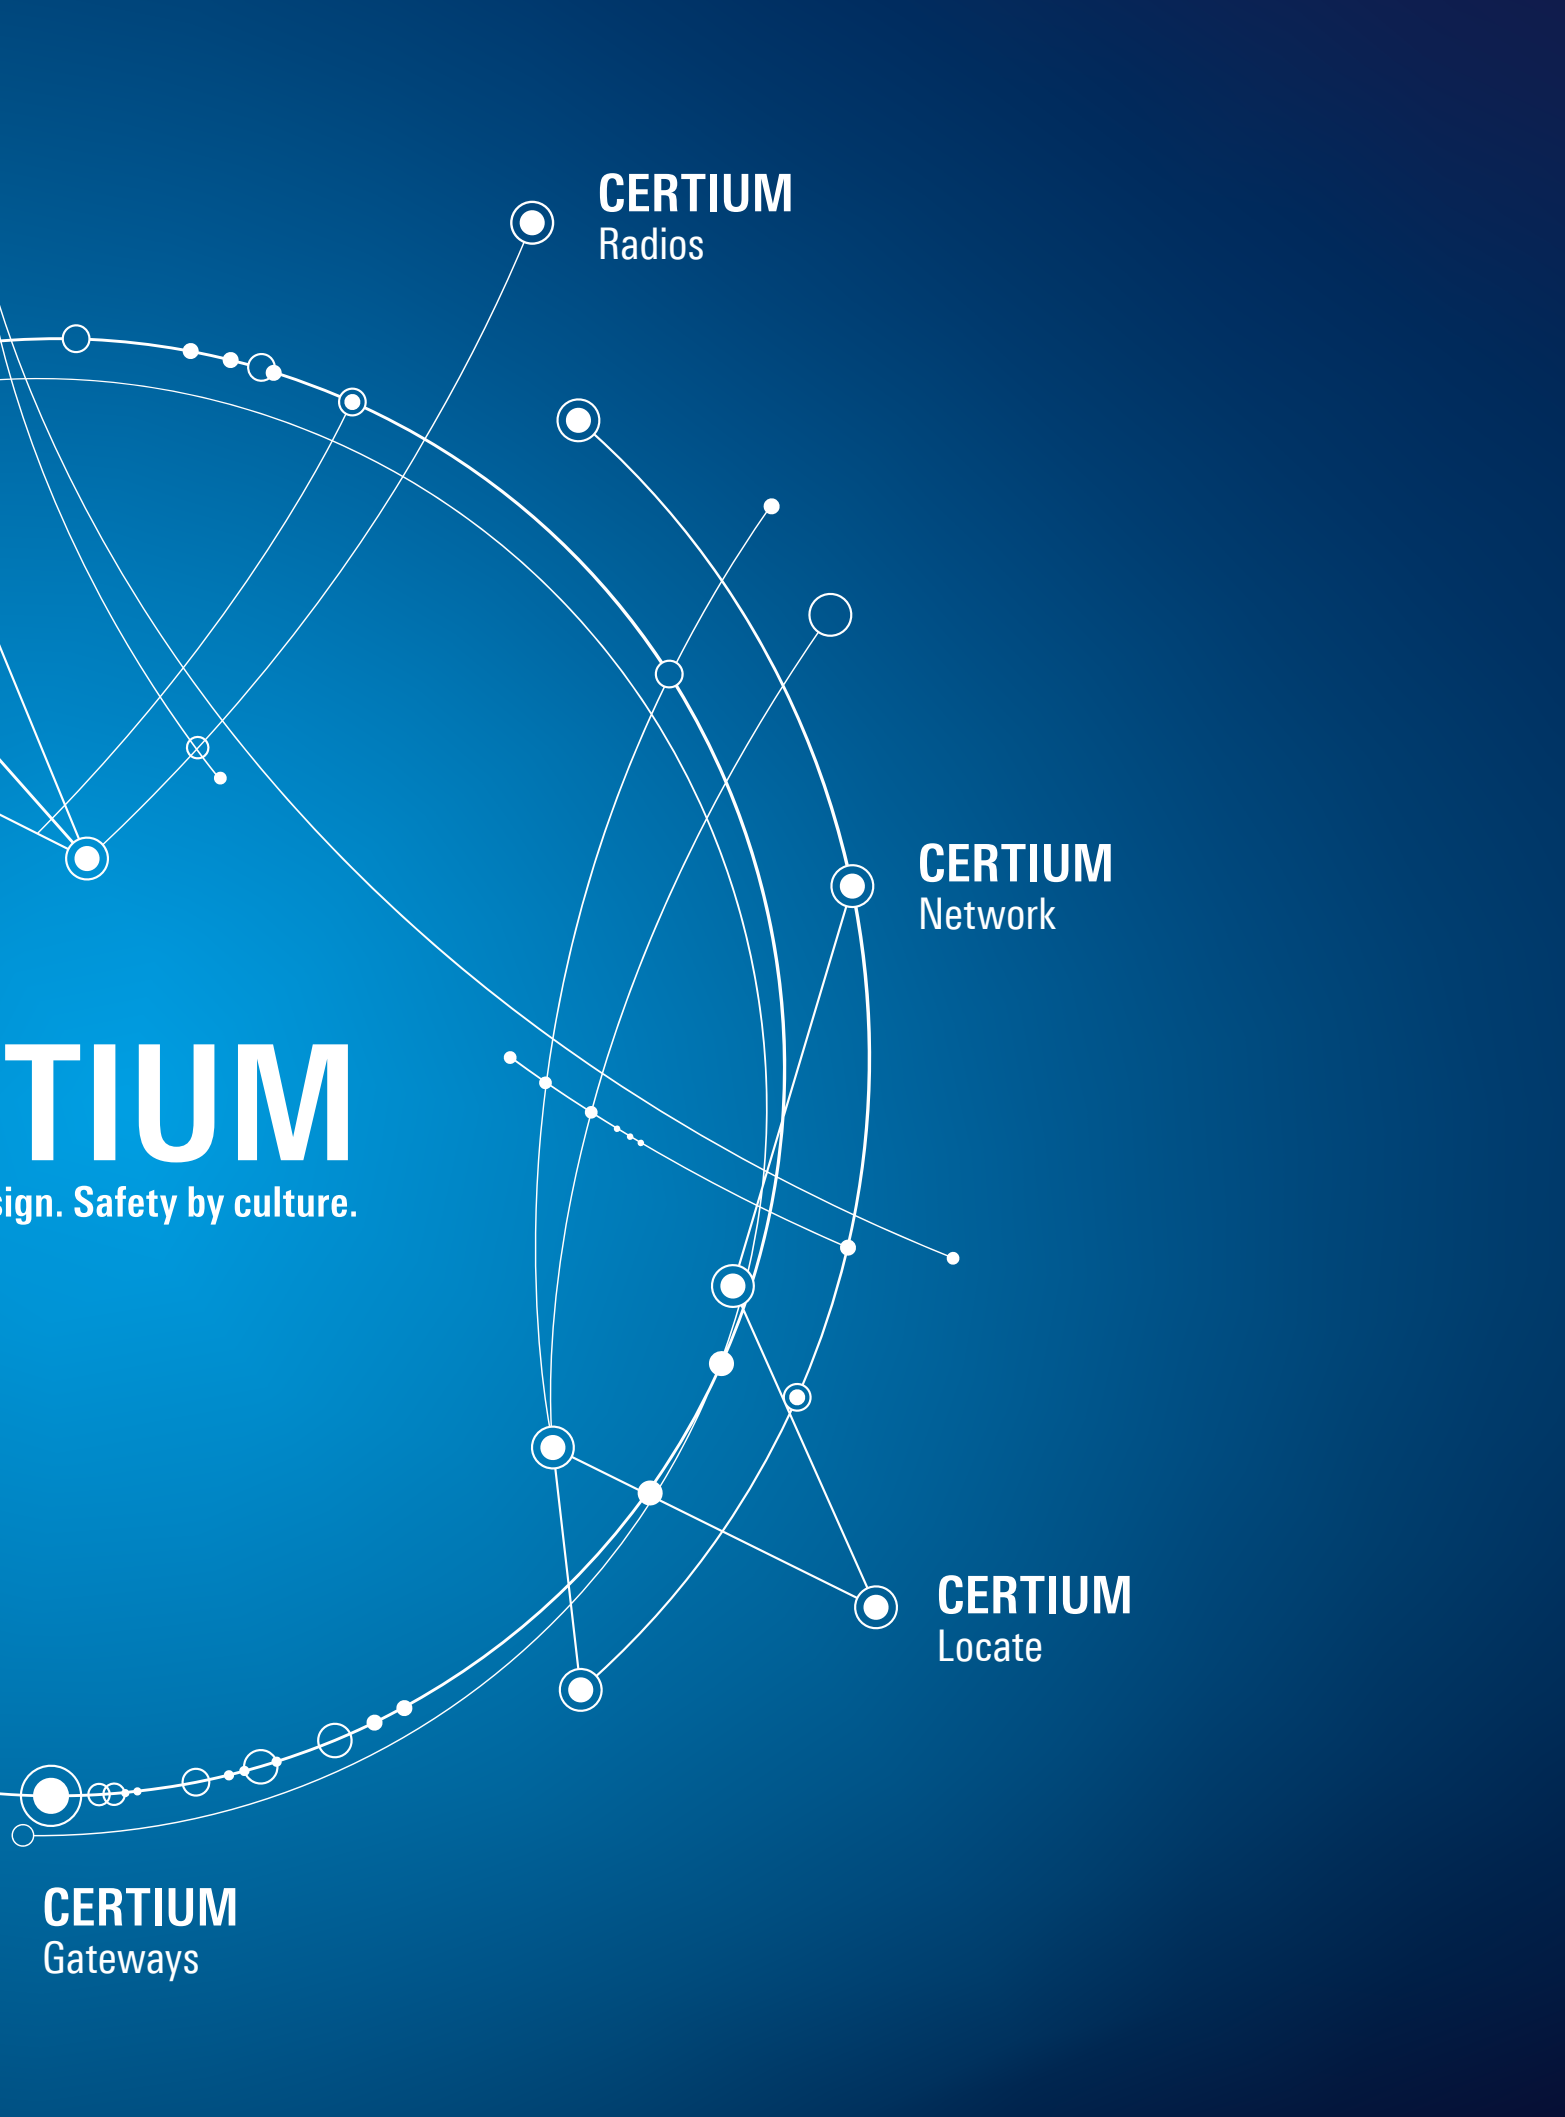 CERTIUM
Radios
CERTIUM
Network
TIUM
sign. Safety by culture.
CERTIUM
Locate
CERTIUM
Gateways